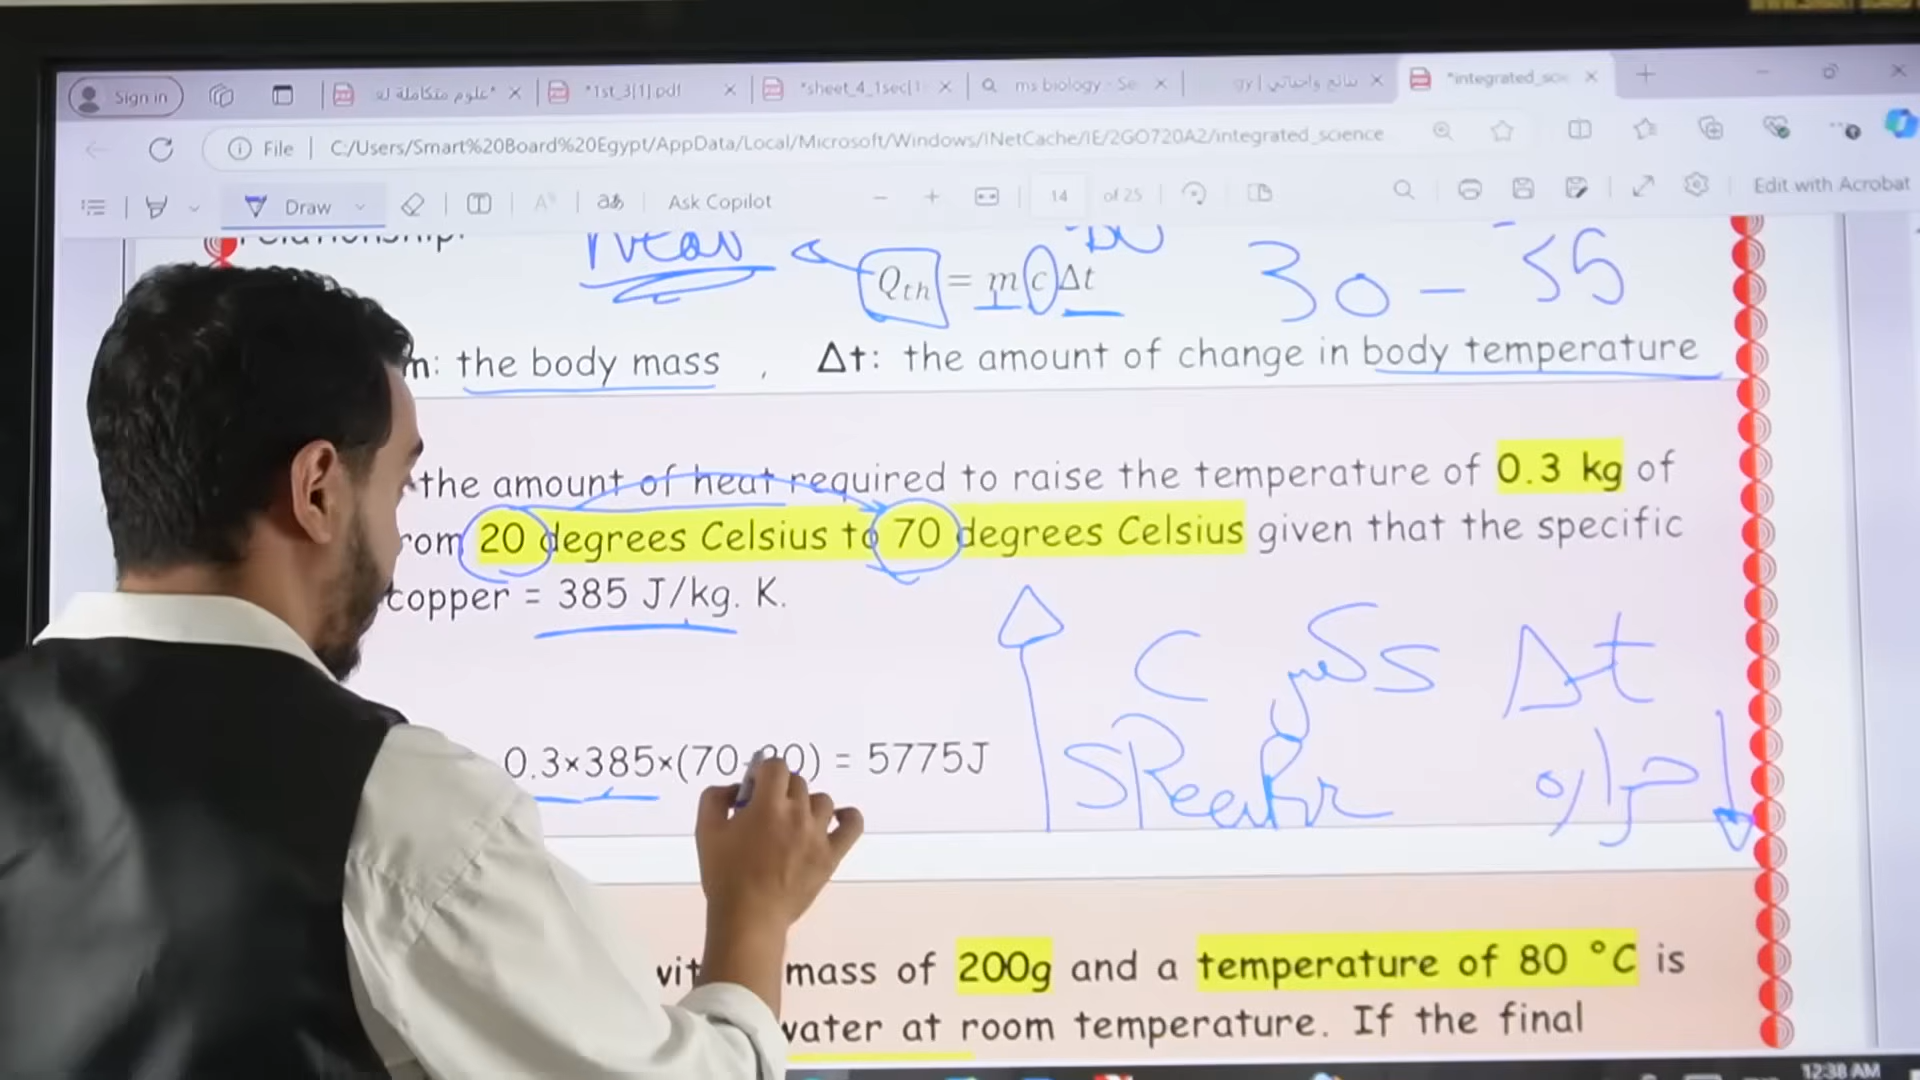 Sign in
علوم متكاملة لد*
*1st_3[1].pdf
*sheet_4_1sec[1
ms biology - Se
*integrated_scie
File | C:/Users/Smart%20Board%20Egypt/AppData/Local/Microsoft/Windows/INetCache/IE/2GO720A2/integrated_science
Draw
Ask Copilot
14 of 25
Edit with Acrobat
relationship:
Qth = m c Δt
30 - 35
m: the body mass , Δt: the amount of change in body temperature
the amount of heat required to raise the temperature of 0.3 kg of
rom 20 degrees Celsius to 70 degrees Celsius given that the specific
copper = 385 J/kg. K.
C Δt
0.3×385×(70-20) = 5775J
mass of 200g and a temperature of 80 °C is
water at room temperature. If the final
12:38 AM